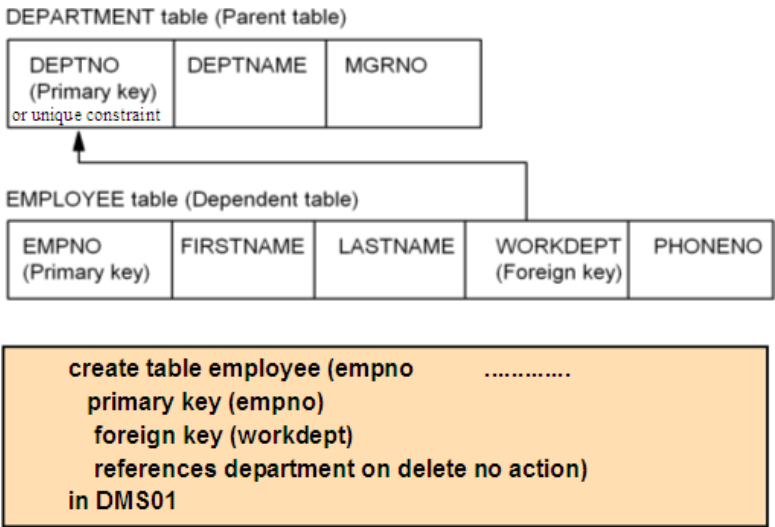 DEPARTMENT table (Parent table)
DEPTNO DEPTNAME MGRNO
(Primary key)
or unique constraint
EMPLOYEE table (Dependent table)
EMPNO FIRSTNAME LASTNAME WORKDEPT PHONENO
(Primary key) (Foreign key)
create table employee (empno .............
primary key (empno)
foreign key (workdept)
references department on delete no action)
in DMS01